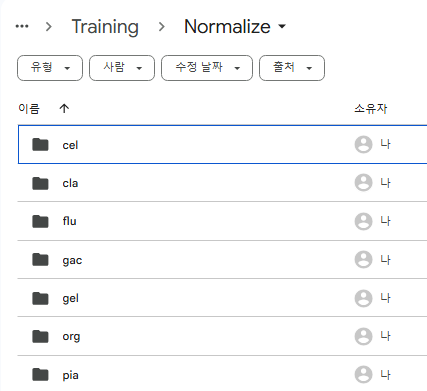 ••• > Training > Normalize
유형 사람 수정 날짜 출처
이름 ↑ 소유자
cel 나
cla 나
flu 나
gac 나
gel 나
org 나
pia 나